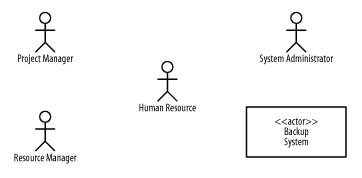 Project Manager
System Administrator
Human Resource
Resource Manager
<<actor>>
Backup
System